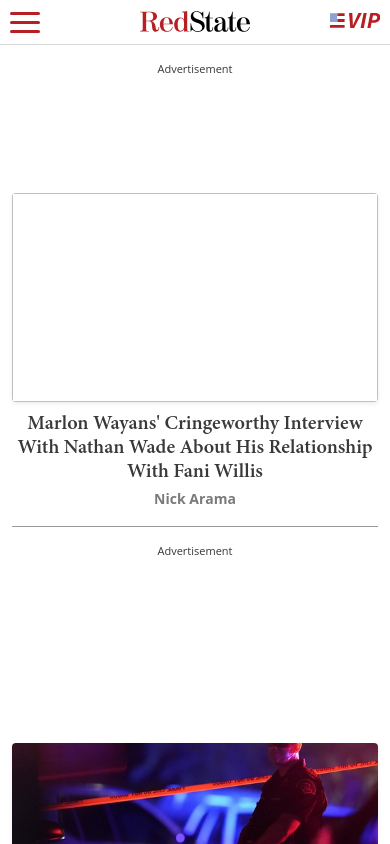 RedState
VIP
Advertisement
Marlon Wayans' Cringeworthy Interview
With Nathan Wade About His Relationship
With Fani Willis
Nick Arama
Advertisement